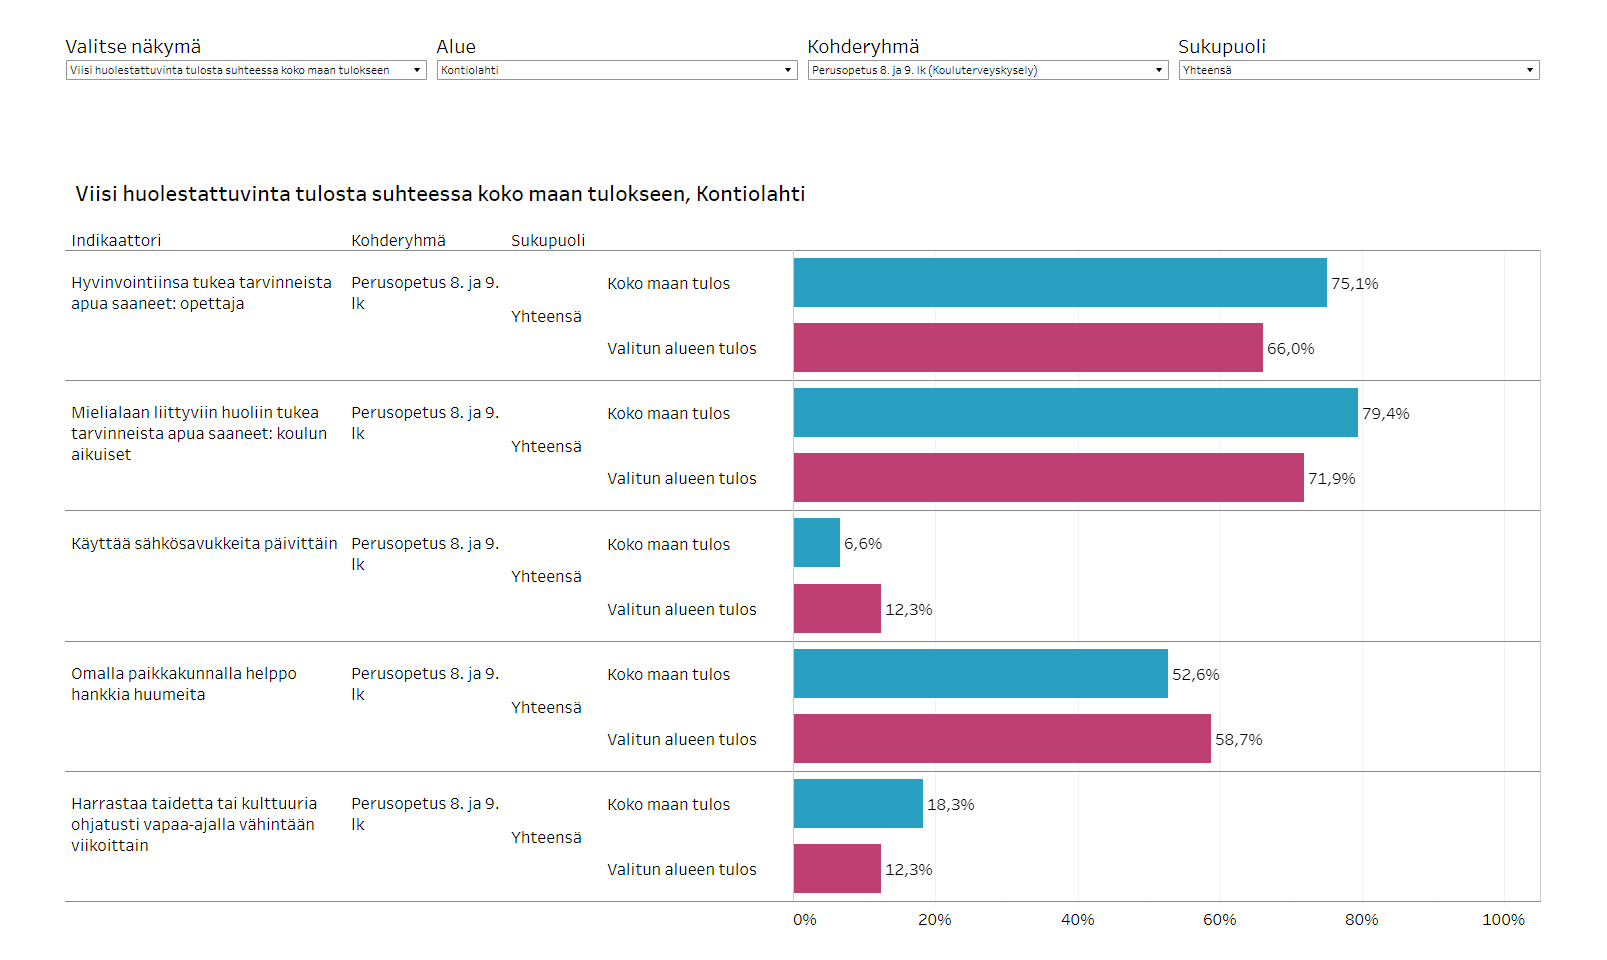 Valitse näkymä
Alue
Kohderyhmä
Sukupuoli
Viisi huolestattuvinta tulosta suhteessa koko maan tulokseen
Kontiolahti
Perusopetus 8. ja 9. lk (Kouluterveyskysely)
Yhteensä
Viisi huolestattuvinta tulosta suhteessa koko maan tulokseen, Kontiolahti
Indikaattori
Kohderyhmä
Sukupuoli
Hyvinvointiinsa tukea tarvinneista
apua saaneet: opettaja
Perusopetus 8. ja 9.
lk
Yhteensä
Koko maan tulos
75,1%
Valitun alueen tulos
66,0%
Mielialaan liittyviin huoliin tukea
tarvinneista apua saaneet: koulun
aikuiset
Perusopetus 8. ja 9.
lk
Yhteensä
Koko maan tulos
79,4%
Valitun alueen tulos
71,9%
Käyttää sähkösavukkeita päivittäin
Perusopetus 8. ja 9.
lk
Yhteensä
Koko maan tulos
6,6%
Valitun alueen tulos
12,3%
Omalla paikkakunnalla helppo
hankkia huumeita
Perusopetus 8. ja 9.
lk
Yhteensä
Koko maan tulos
52,6%
Valitun alueen tulos
58,7%
Harrastaa taidetta tai kulttuuria
ohjatusti vapaa-ajalla vähintään
viikoittain
Perusopetus 8. ja 9.
lk
Yhteensä
Koko maan tulos
18,3%
Valitun alueen tulos
12,3%
0%
20%
40%
60%
80%
100%